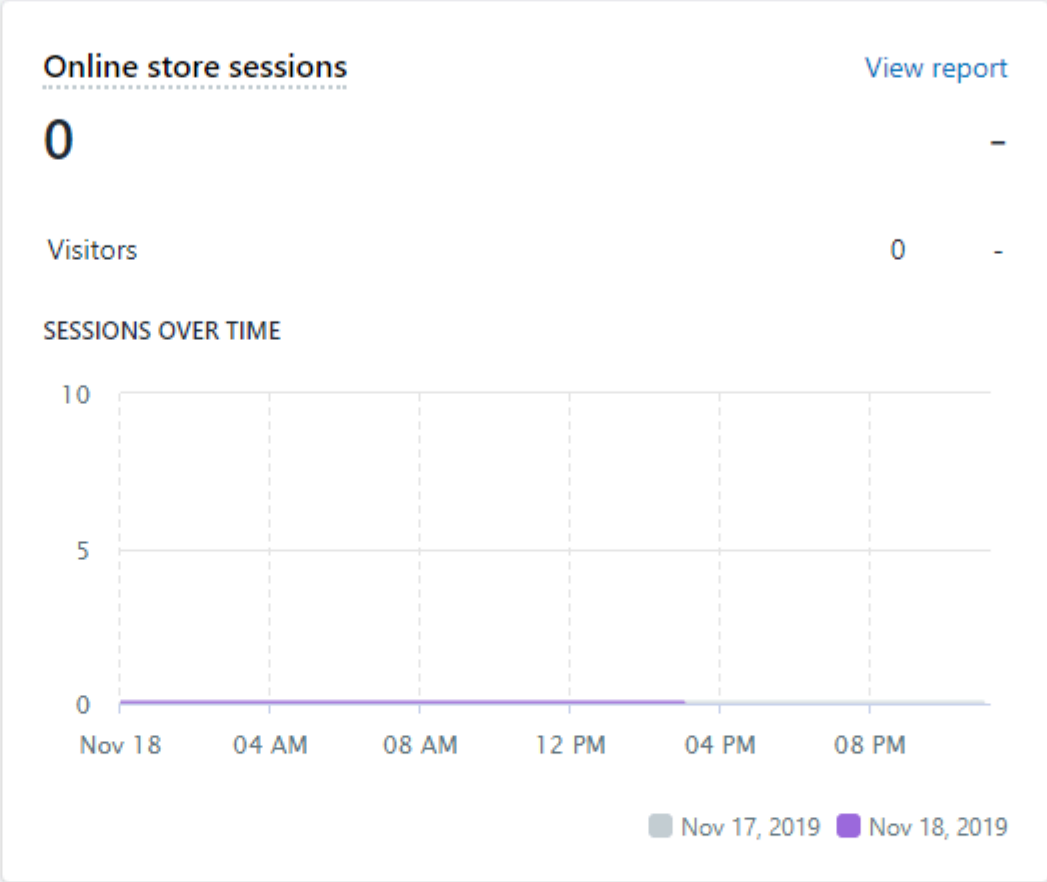 Online store sessions View report
0 -
Visitors 0 -
SESSIONS OVER TIME
10
5
0
Nov 18 04 AM 08 AM 12 PM 04 PM 08 PM
Nov 17, 2019 Nov 18, 2019